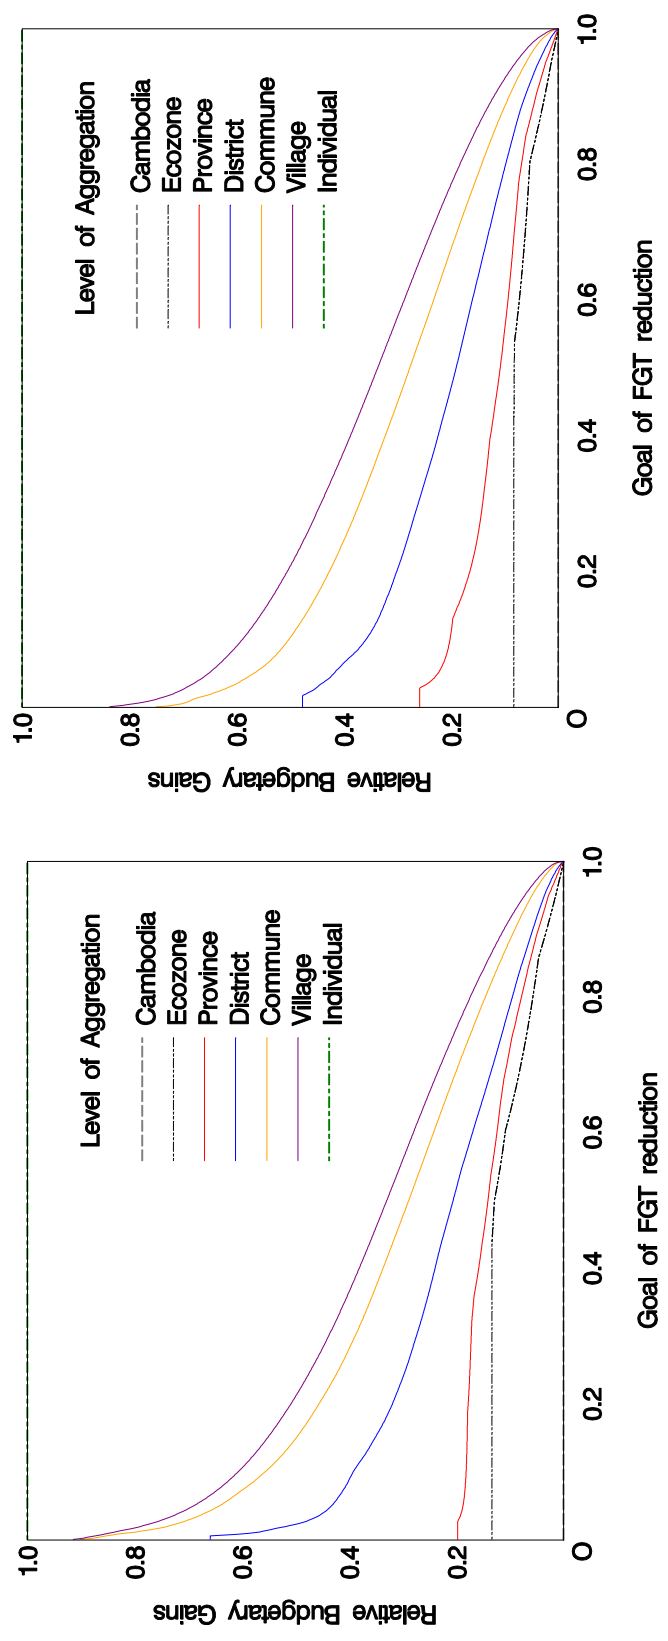 1.0
0.8
0.6
0.4
0.2
O
0.2
0.4
0.6
0.8
1.0
Relative Budgetary Gains
Goal of FGT reduction
Level of Aggregation
Cambodia
Ecozone
Province
District
Commune
Village
Individual
1.0
0.8
0.6
0.4
0.2
O
0.2
0.4
0.6
0.8
1.0
Relative Budgetary Gains
Goal of FGT reduction
Level of Aggregation
Cambodia
Ecozone
Province
District
Commune
Village
Individual